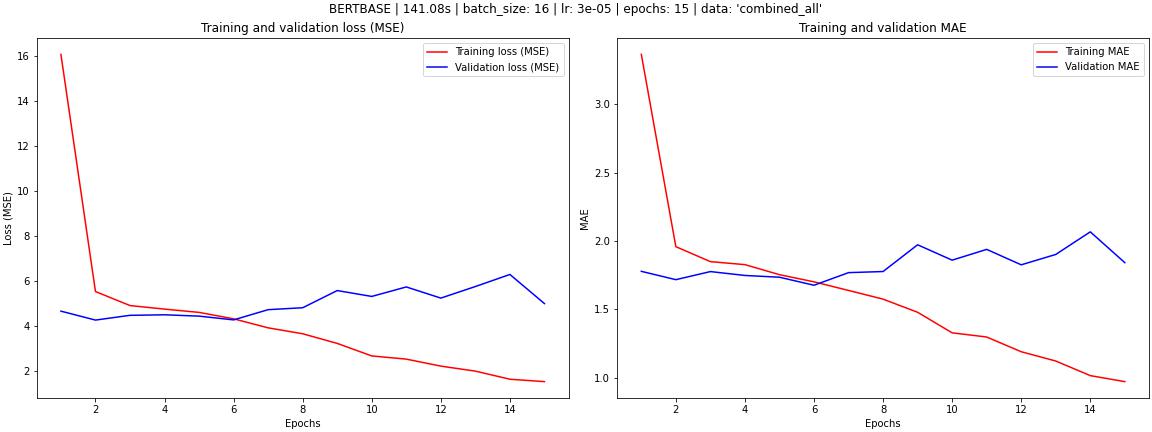 BERTBASE | 141.08s | batch_size: 16 | lr: 3e-05 | epochs: 15 | data: 'combined_all'
Training and validation loss (MSE)
Training loss (MSE)
Validation loss (MSE)
16
14
12
10
8
6
4
2
Loss (MSE)
2 4 6 8 10 12 14
Epochs
Training and validation MAE
Training MAE
Validation MAE
3.0
2.5
2.0
1.5
1.0
MAE
2 4 6 8 10 12 14
Epochs